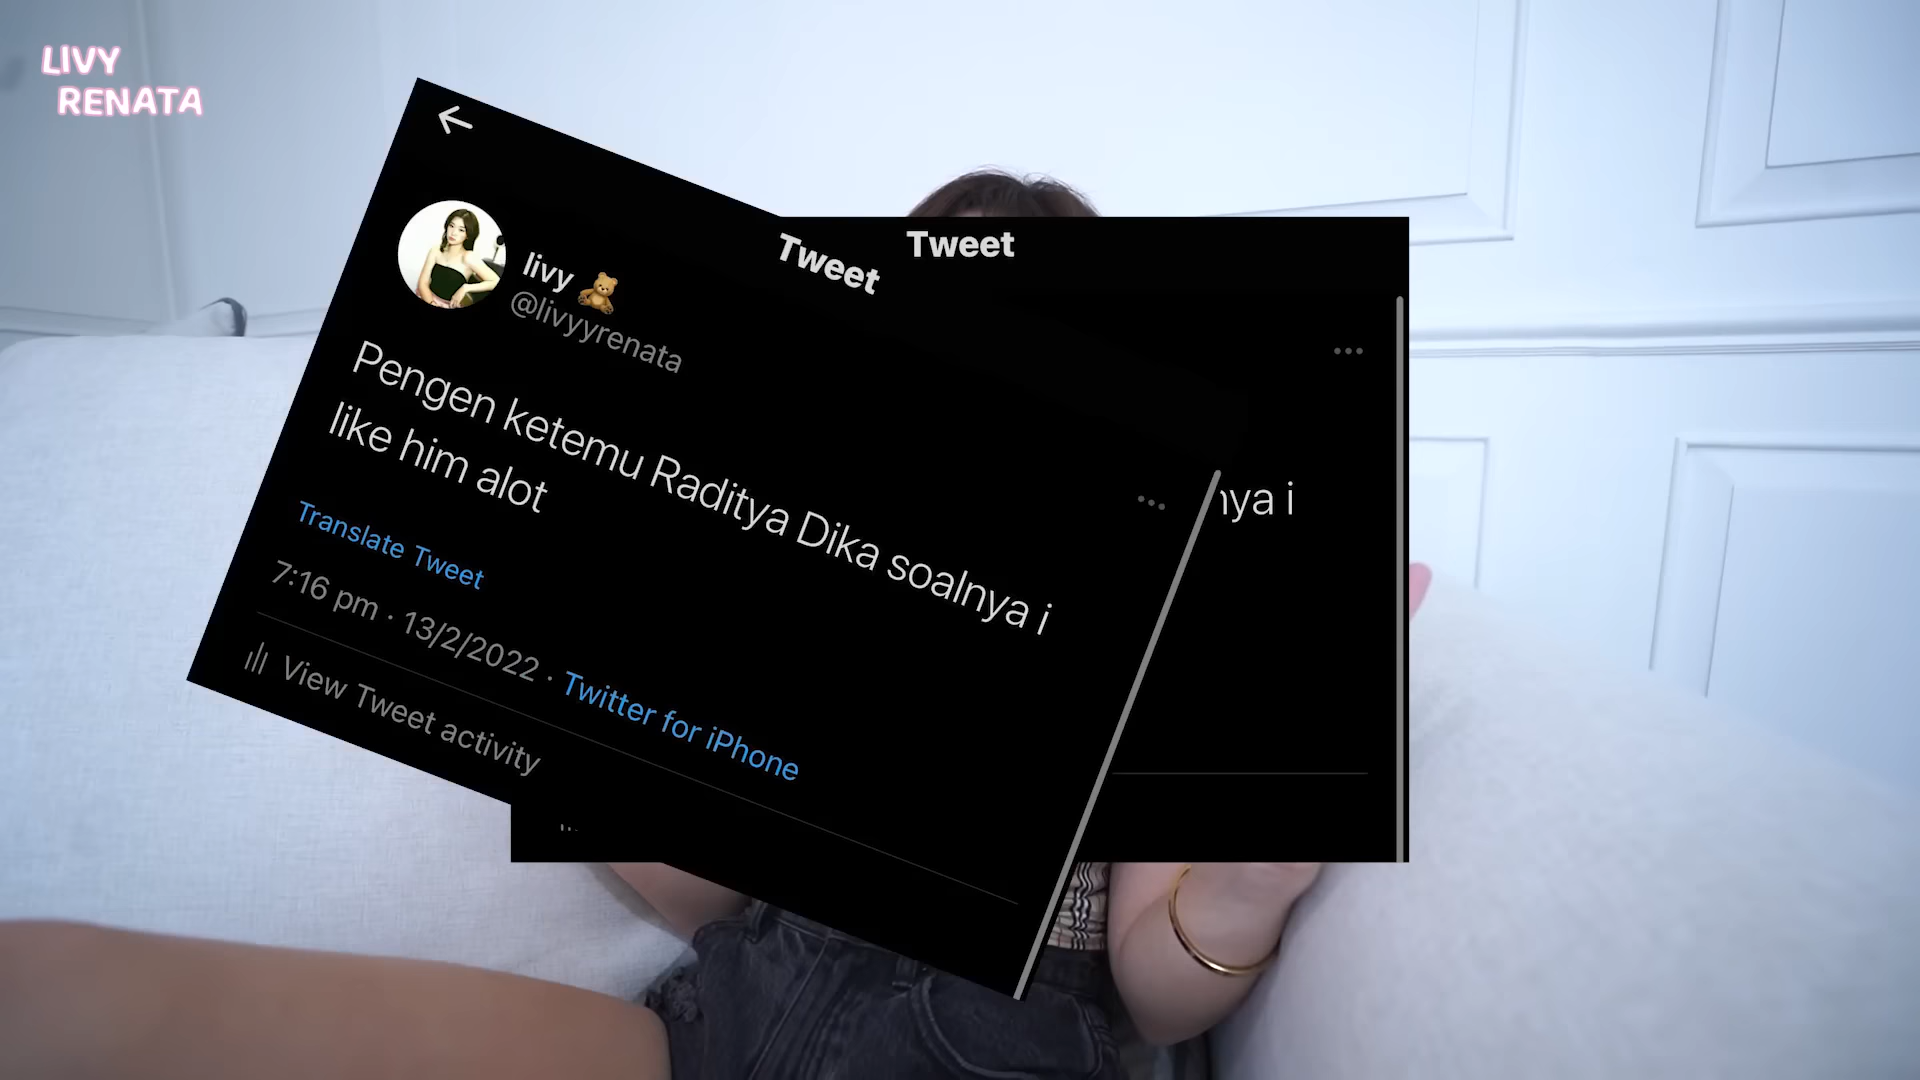 LIVY
RENATA
Tweet
livy
@livyyrenata
Pengen ketemu Raditya Dika soalnya i
like him alot
Translate Tweet
7:16 pm · 13/2/2022 · Twitter for iPhone
View Tweet activity
Tweet
nya i